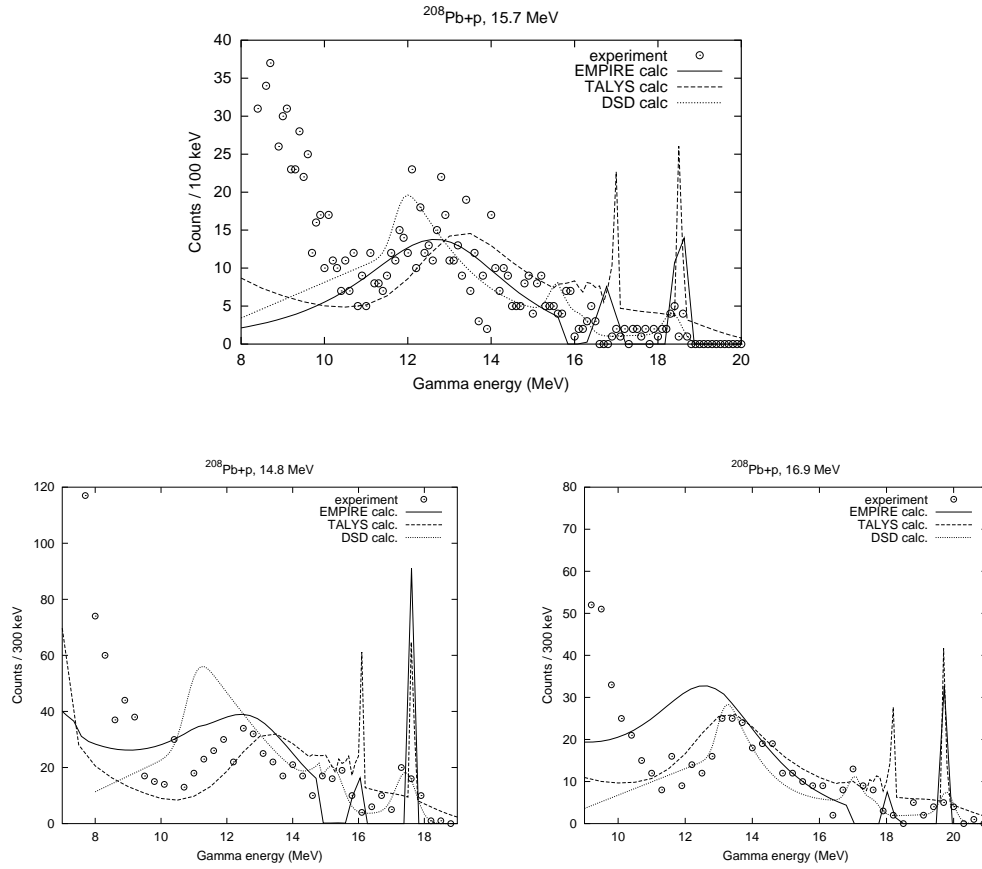 ²⁰⁸Pb+p, 15.7 MeV
experiment
EMPIRE calc
TALYS calc
DSD calc
40
35
30
25
20
15
10
5
0
Counts / 100 keV
8 10 12 14 16 18 20
Gamma energy (MeV)
²⁰⁸Pb+p, 14.8 MeV
experiment
EMPIRE calc.
TALYS calc.
DSD calc.
120
100
80
60
40
20
0
Counts / 300 keV
8 10 12 14 16 18
Gamma energy (MeV)
²⁰⁸Pb+p, 16.9 MeV
experiment
EMPIRE calc.
TALYS calc.
DSD calc.
80
70
60
50
40
30
20
10
0
Counts / 300 keV
10 12 14 16 18 20
Gamma energy (MeV)